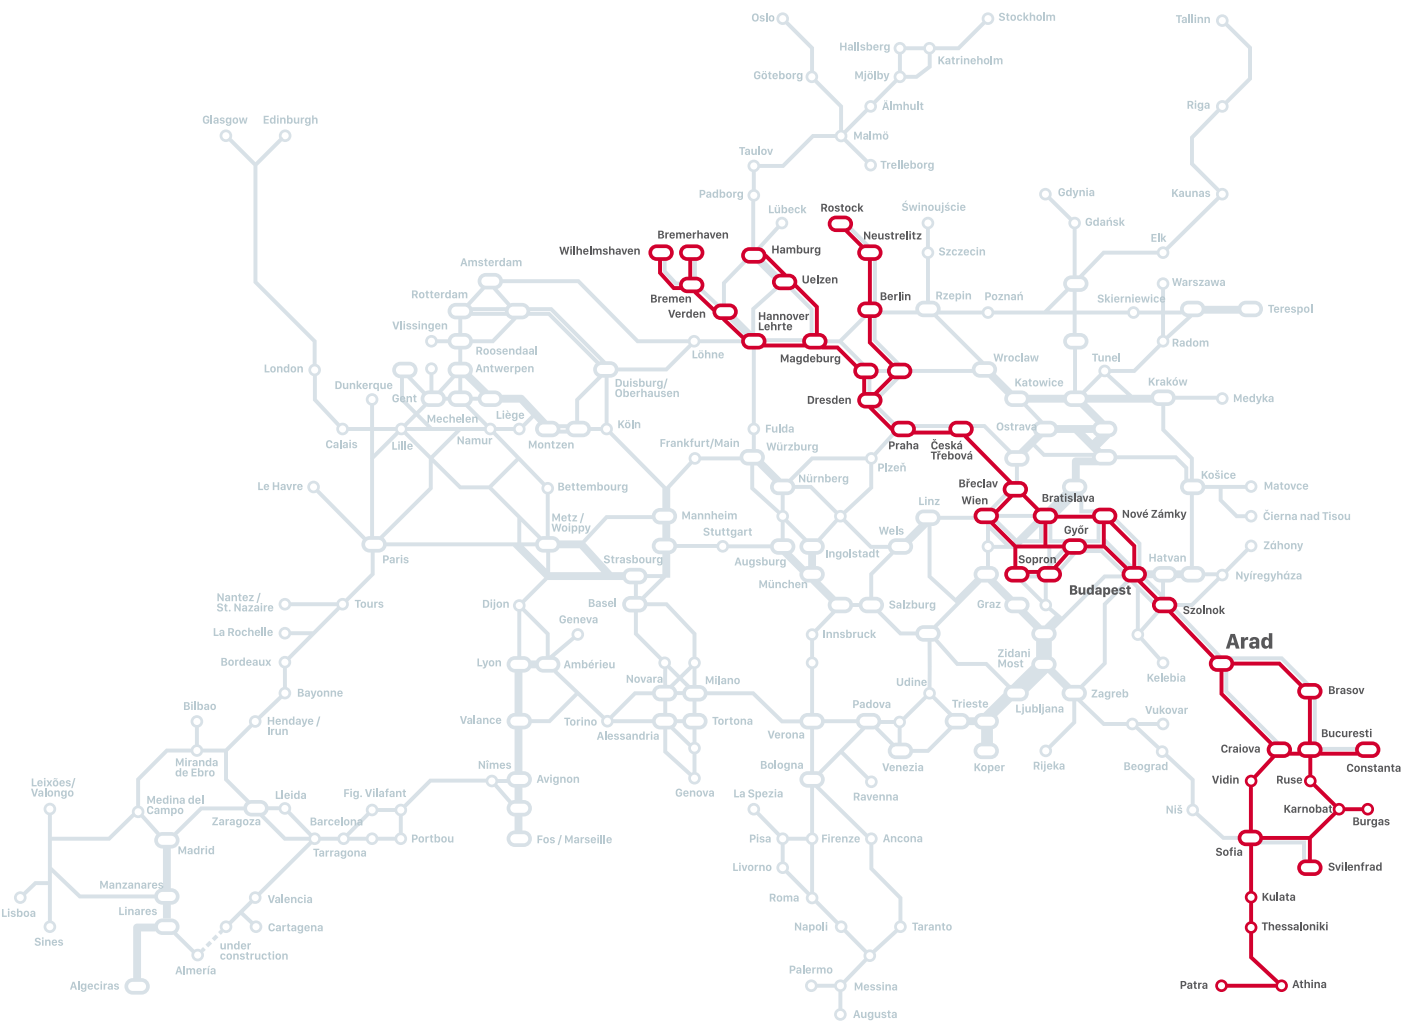 Oslo
Stockholm
Tallinn
Hallsberg
Katrineholm
Göteborg
Mjölby
Älmhult
Riga
Glasgow
Edinburgh
Malmö
Taulov
Trelleborg
Padborg
Gdynia
Kaunas
Lübeck
Rostock
Świnoujście
Gdańsk
Bremerhaven
Neustrelitz
Ełk
Wilhelmshaven
Hamburg
Szczecin
Amsterdam
Uelzen
Warszawa
Rotterdam
Bremen
Berlin
Rzepin
Poznań
Skierniewice
Terespol
Verden
Hannover
Lehrte
Vlissingen
Roosendaal
Löhne
Magdeburg
Radom
London
Antwerpen
Wroclaw
Tunel
Dunkerque
Gent
Duisburg/
Oberhausen
Dresden
Katowice
Kraków
Medyka
Mechelen
Liège
Calais
Lille
Namur
Montzen
Köln
Fulda
Praha
Česká
Třebová
Ostrava
Frankfurt/Main
Würzburg
Plzeň
Košice
Le Havre
Bettembourg
Nürnberg
Břeclav
Matovce
Metz /
Woippy
Mannheim
Linz
Wien
Bratislava
Nové Zámky
Čierna nad Tisou
Stuttgart
Wels
Győr
Paris
Strasbourg
Augsburg
Ingolstadt
Sopron
Hatvan
Záhony
München
Budapest
Nyíregyháza
Nantez /
St. Nazaire
Tours
Dijon
Basel
Salzburg
Graz
Szolnok
La Rochelle
Geneva
Innsbruck
Arad
Bordeaux
Lyon
Ambérieu
Zidani
Most
Kelebia
Novara
Milano
Udine
Brasov
Bayonne
Zagreb
Bilbao
Valance
Torino
Tortona
Padova
Trieste
Ljubljana
Vukovar
Hendaye /
Irun
Alessandria
Verona
Craiova
Bucuresti
Miranda
de Ebro
Nîmes
Bologna
Venezia
Koper
Rijeka
Beograd
Constanta
Leixões/
Valongo
Avignon
Genova
Vidin
Ruse
Medina del
Campo
Lleida
Fig. Vilafant
La Spezia
Ravenna
Niš
Karnobat
Burgas
Zaragoza
Barcelona
Madrid
Tarragona
Portbou
Fos / Marseille
Pisa
Firenze
Ancona
Sofia
Livorno
Svilenfrad
Manzanares
Valencia
Roma
Kulata
Lisboa
Linares
Cartagena
Napoli
Taranto
Thessaloniki
Sines
under
construction
Almería
Palermo
Algeciras
Messina
Patra
Athina
Augusta